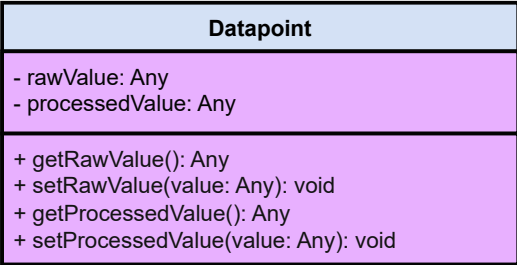 Datapoint
- rawValue: Any
- processedValue: Any
+ getRawValue(): Any
+ setRawValue(value: Any): void
+ getProcessedValue(): Any
+ setProcessedValue(value: Any): void